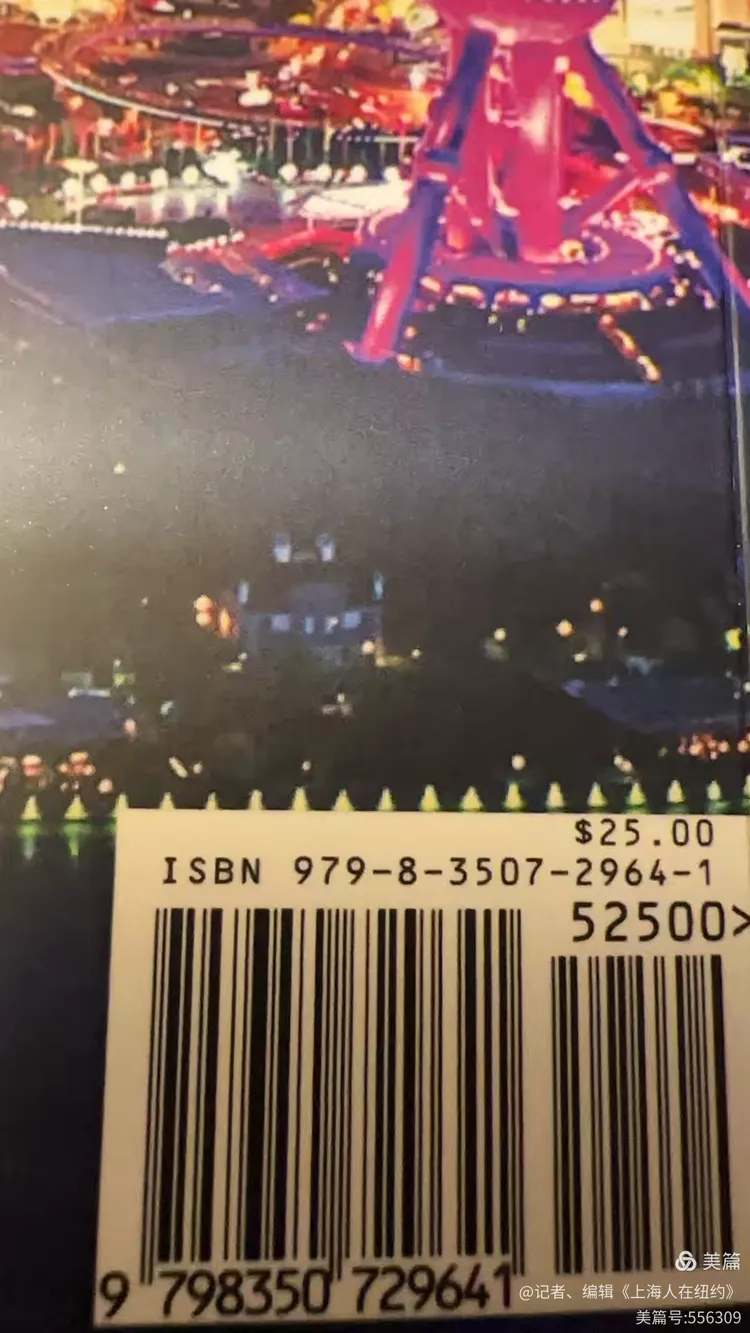 $25.00
ISBN 979-8-3507-2964-1
52500>
9 798350 729641
美篇
@记者、编辑《上海人在纽约》
美篇号:556309